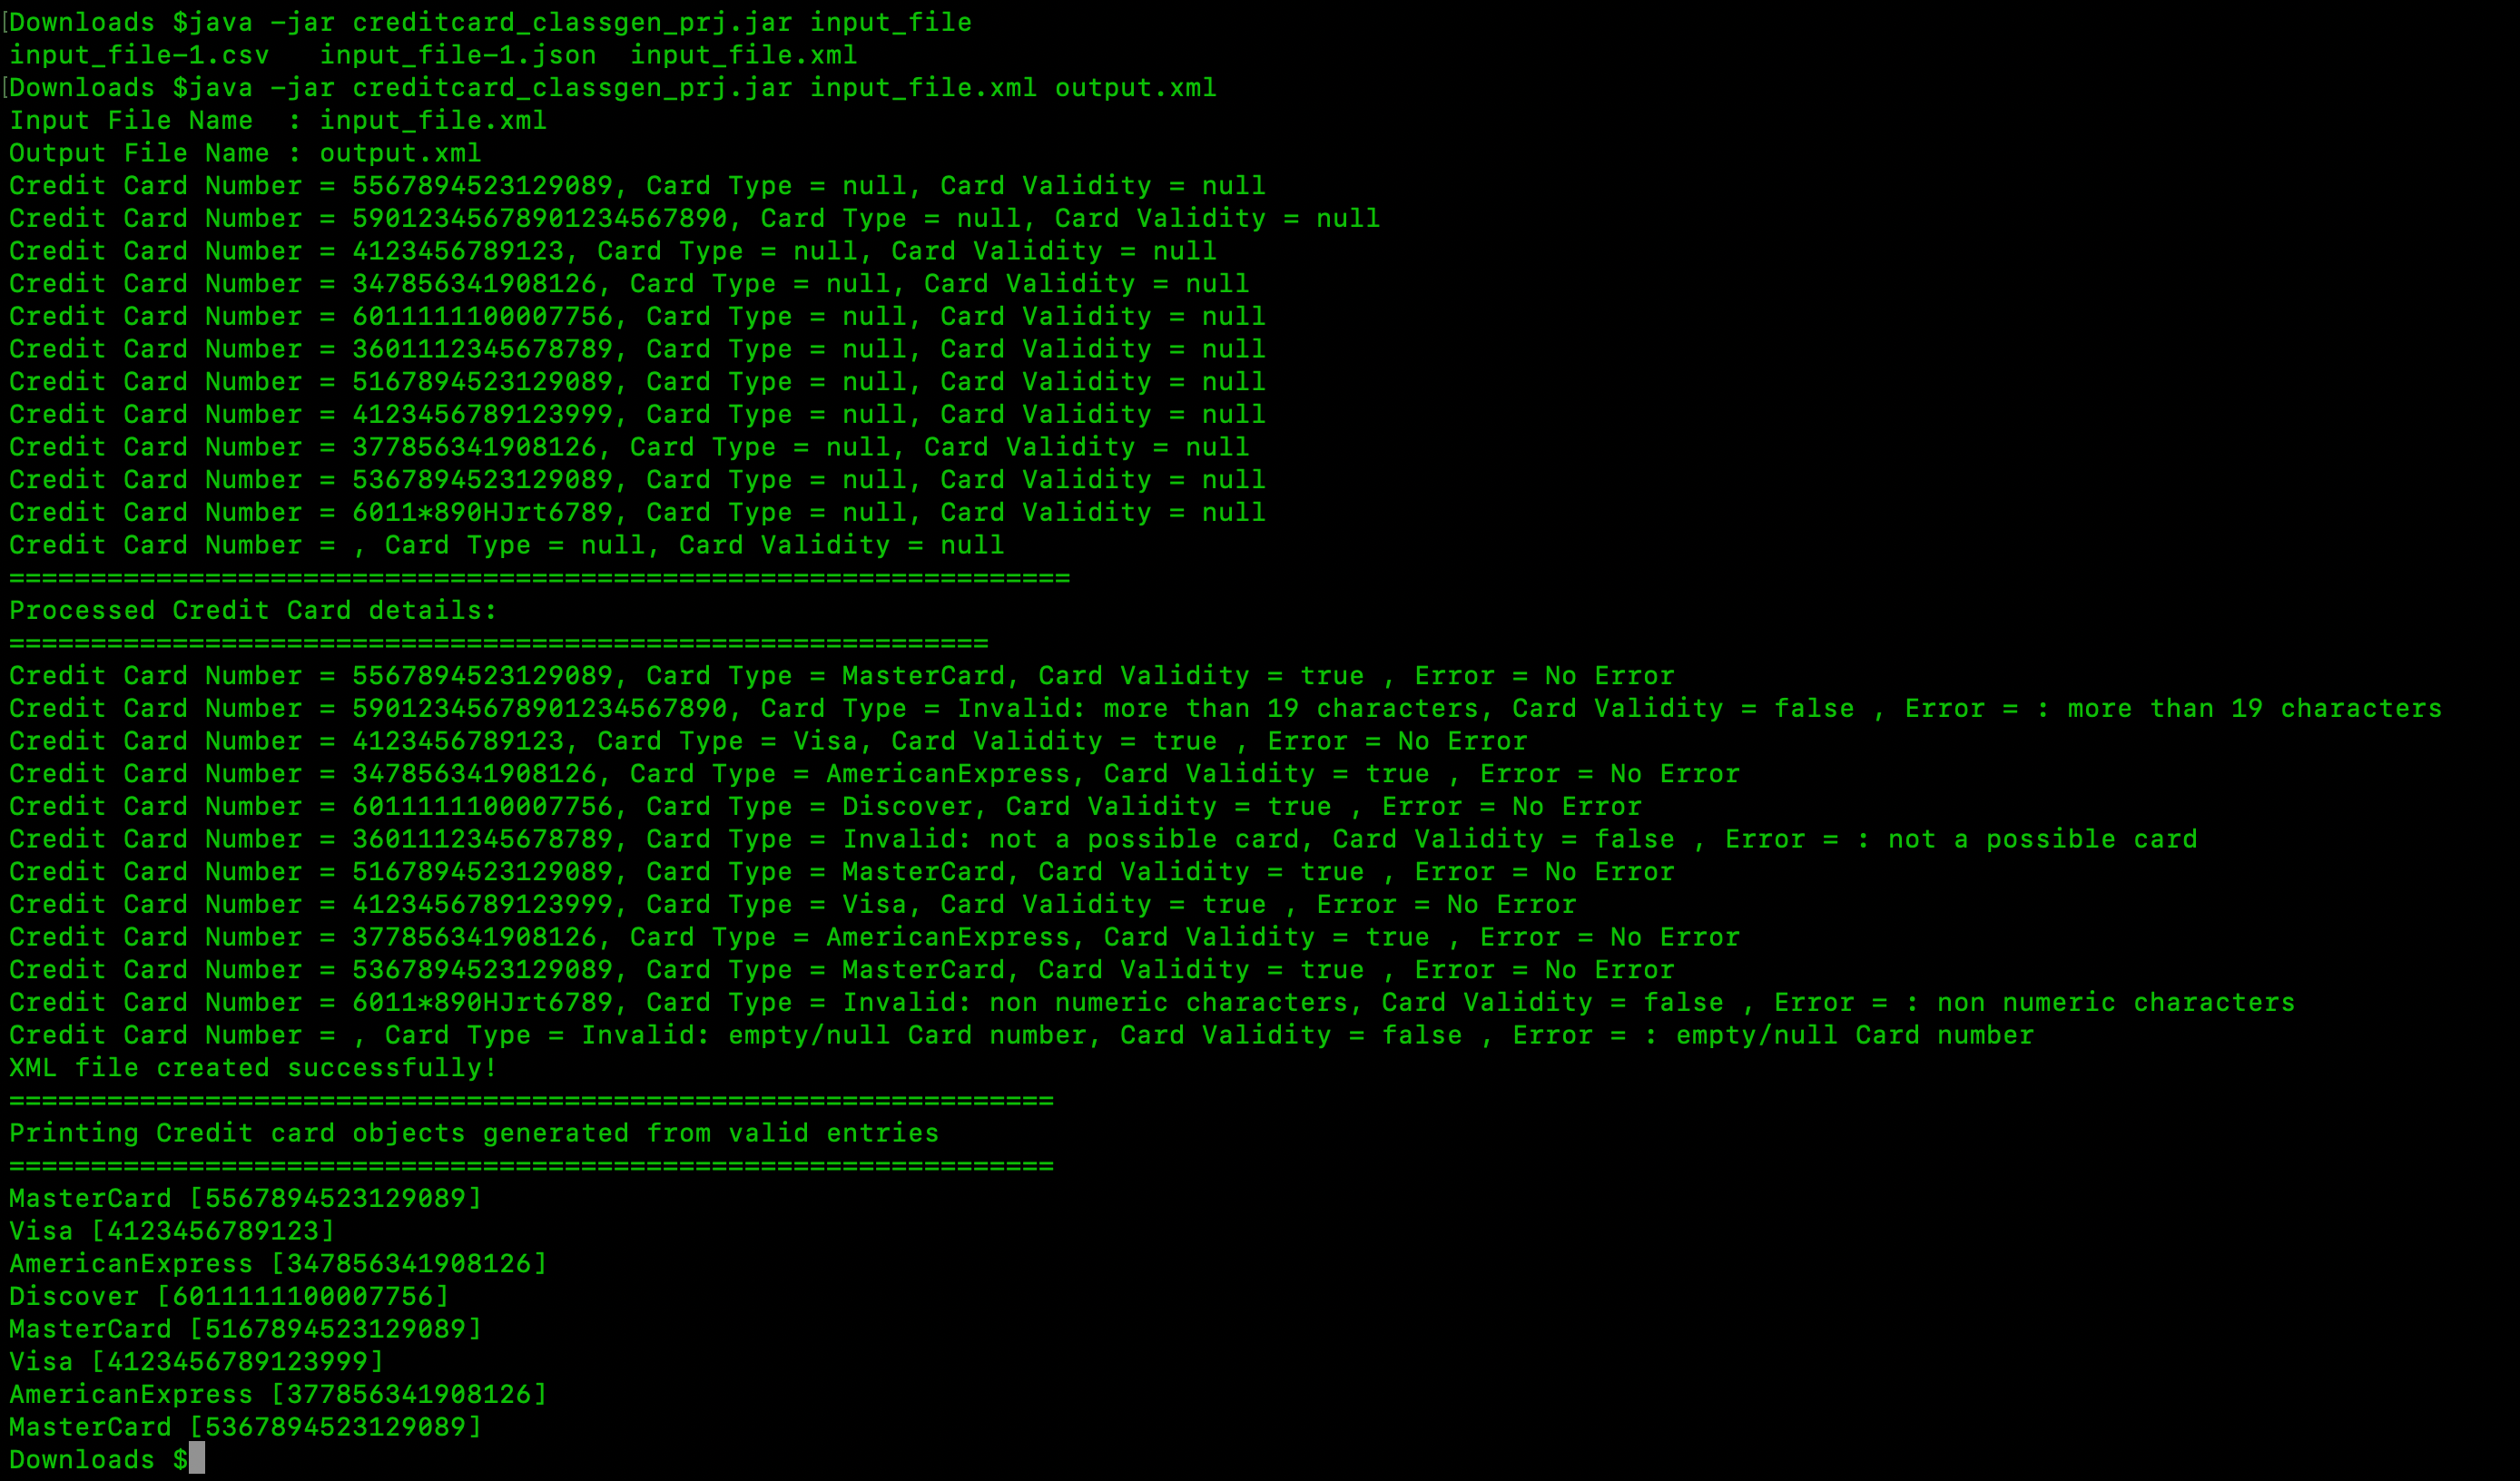 [Downloads $java -jar creditcard_classgen_prj.jar input_file
input_file-1.csv   input_file-1.json  input_file.xml
[Downloads $java -jar creditcard_classgen_prj.jar input_file.xml output.xml
Input File Name  : input_file.xml
Output File Name : output.xml
Credit Card Number = 5567894523129089, Card Type = null, Card Validity = null
Credit Card Number = 59012345678901234567890, Card Type = null, Card Validity = null
Credit Card Number = 4123456789123, Card Type = null, Card Validity = null
Credit Card Number = 347856341908126, Card Type = null, Card Validity = null
Credit Card Number = 6011111100007756, Card Type = null, Card Validity = null
Credit Card Number = 3601112345678789, Card Type = null, Card Validity = null
Credit Card Number = 5167894523129089, Card Type = null, Card Validity = null
Credit Card Number = 4123456789123999, Card Type = null, Card Validity = null
Credit Card Number = 377856341908126, Card Type = null, Card Validity = null
Credit Card Number = 5367894523129089, Card Type = null, Card Validity = null
Credit Card Number = 6011*890HJrt6789, Card Type = null, Card Validity = null
Credit Card Number = , Card Type = null, Card Validity = null
=================================================================
Processed Credit Card details:
============================================================
Credit Card Number = 5567894523129089, Card Type = MasterCard, Card Validity = true , Error = No Error
Credit Card Number = 59012345678901234567890, Card Type = Invalid: more than 19 characters, Card Validity = false , Error = : more than 19 characters
Credit Card Number = 4123456789123, Card Type = Visa, Card Validity = true , Error = No Error
Credit Card Number = 347856341908126, Card Type = AmericanExpress, Card Validity = true , Error = No Error
Credit Card Number = 6011111100007756, Card Type = Discover, Card Validity = true , Error = No Error
Credit Card Number = 3601112345678789, Card Type = Invalid: not a possible card, Card Validity = false , Error = : not a possible card
Credit Card Number = 5167894523129089, Card Type = MasterCard, Card Validity = true , Error = No Error
Credit Card Number = 4123456789123999, Card Type = Visa, Card Validity = true , Error = No Error
Credit Card Number = 377856341908126, Card Type = AmericanExpress, Card Validity = true , Error = No Error
Credit Card Number = 5367894523129089, Card Type = MasterCard, Card Validity = true , Error = No Error
Credit Card Number = 6011*890HJrt6789, Card Type = Invalid: non numeric characters, Card Validity = false , Error = : non numeric characters
Credit Card Number = , Card Type = Invalid: empty/null Card number, Card Validity = false , Error = : empty/null Card number
XML file created successfully!
================================================================
Printing Credit card objects generated from valid entries
================================================================
MasterCard [5567894523129089]
Visa [4123456789123]
AmericanExpress [347856341908126]
Discover [6011111100007756]
MasterCard [5167894523129089]
Visa [4123456789123999]
AmericanExpress [377856341908126]
MasterCard [5367894523129089]
Downloads $